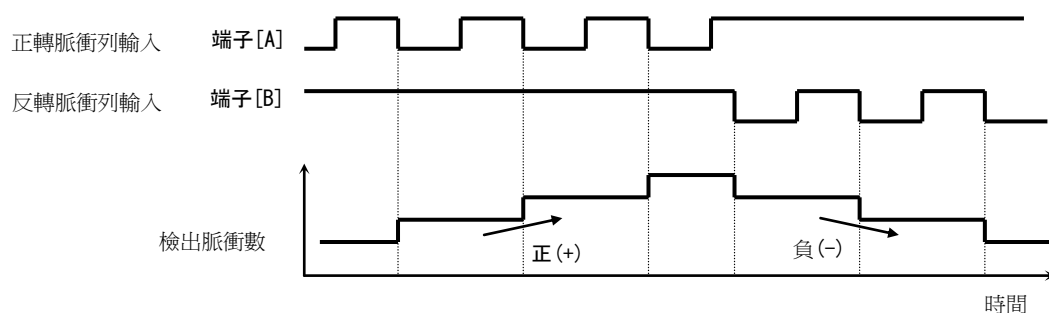 正轉脈衝列輸入 端子[A]
反轉脈衝列輸入 端子[B]
檢出脈衝數
正(+)
負(-)
時間